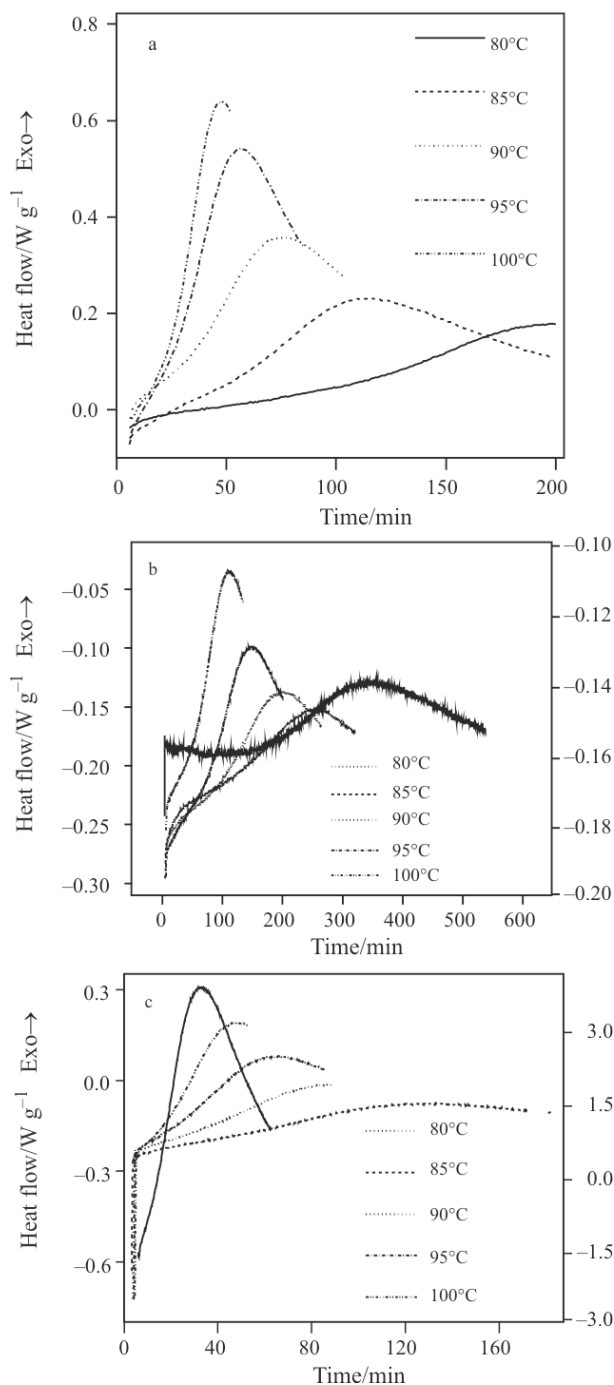 a
Heat flow/W g⁻¹ Exo→
0.8
0.6
0.4
0.2
0.0
80°C
85°C
90°C
95°C
100°C
0 50 100 150 200
Time/min
b
Heat flow/W g⁻¹ Exo→
−0.05
−0.10
−0.15
−0.20
−0.25
−0.30
−0.10
−0.12
−0.14
−0.16
−0.18
−0.20
80°C
85°C
90°C
95°C
100°C
0 100 200 300 400 500 600
Time/min
c
Heat flow/W g⁻¹ Exo→
0.3
0.0
−0.3
−0.6
3.0
1.5
0.0
−1.5
−3.0
80°C
85°C
90°C
95°C
100°C
0 40 80 120 160
Time/min